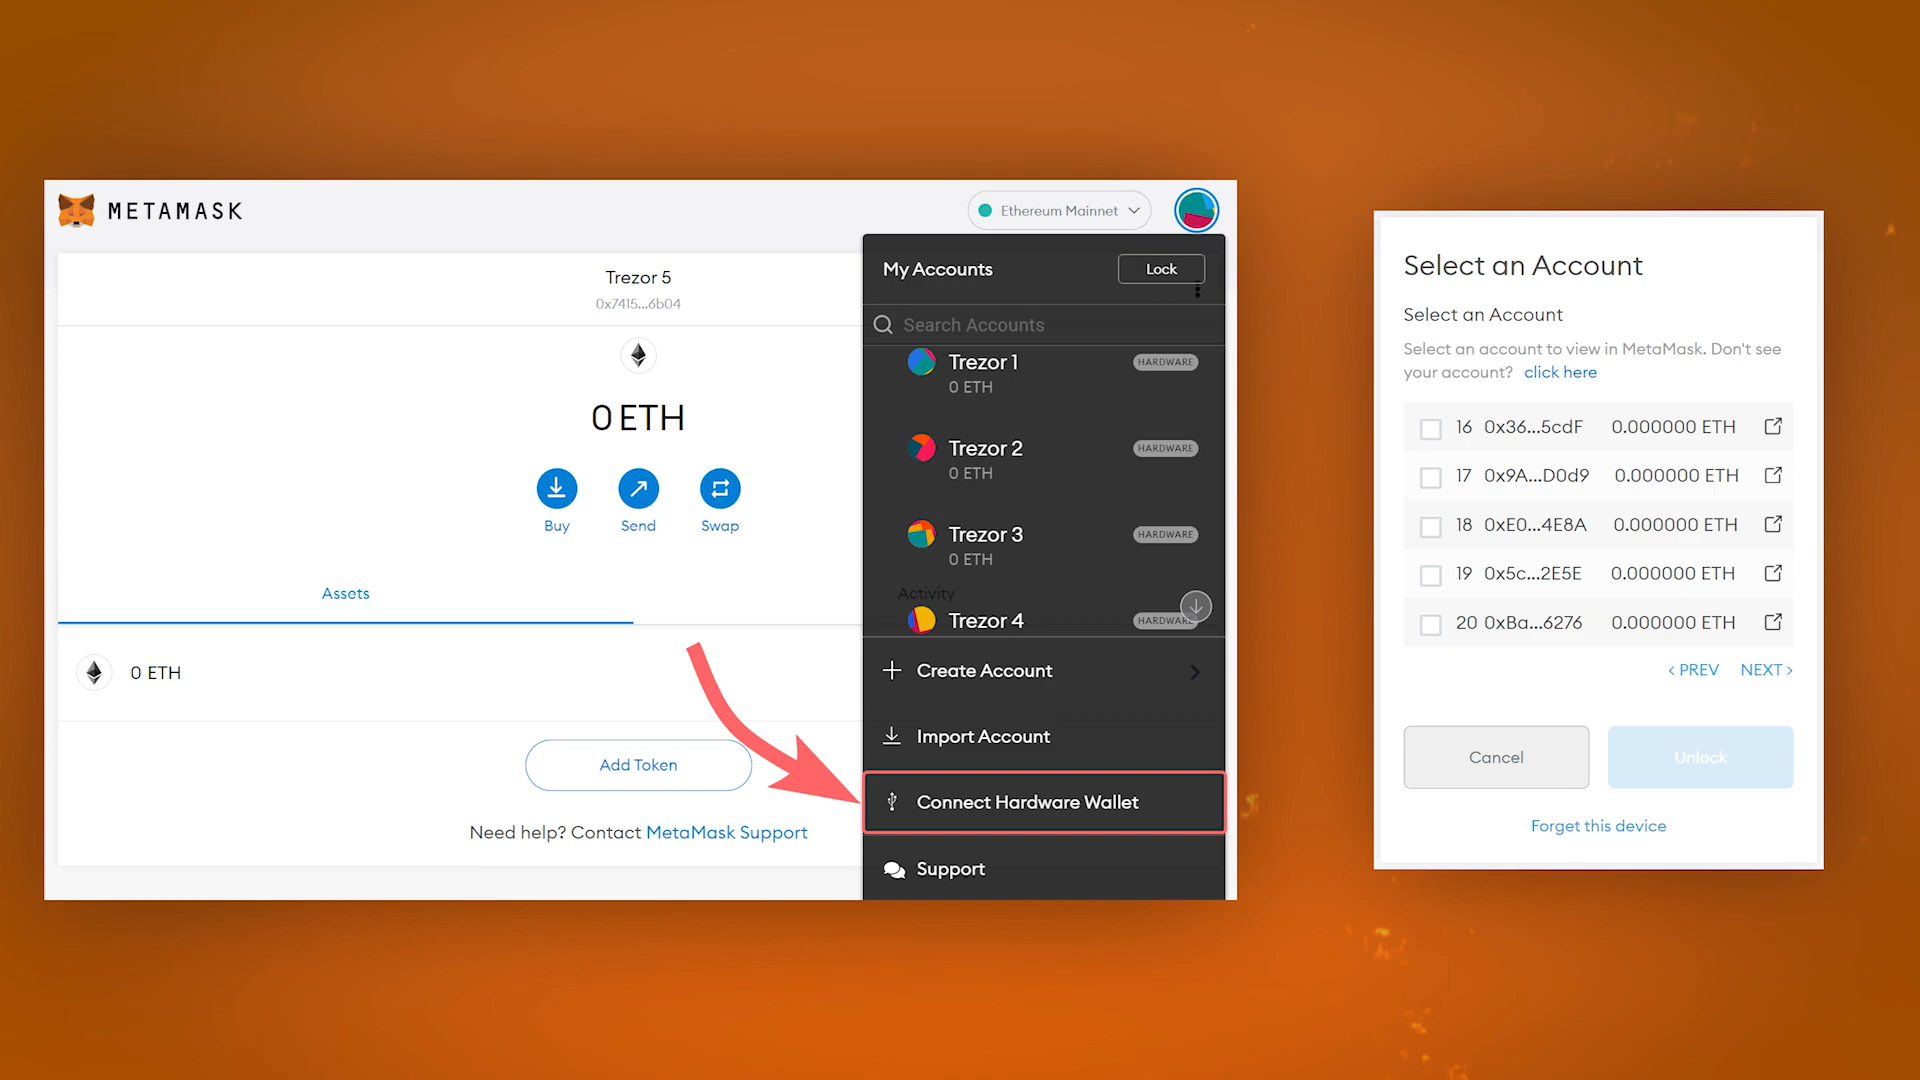 METAMASK
Ethereum Mainnet
Trezor 5
0x7415...6b04
0 ETH
Buy
Send
Swap
Assets
0 ETH
Add Token
Need help? Contact MetaMask Support
My Accounts
Lock
Search Accounts
Trezor 1
HARDWARE
0 ETH
Trezor 2
HARDWARE
0 ETH
Trezor 3
HARDWARE
0 ETH
Activity
Trezor 4
HARDWARE
Create Account
Import Account
Connect Hardware Wallet
Support
Select an Account
Select an Account
Select an account to view in MetaMask. Don't see
your account? click here
16 0x36...5cdF 0.000000 ETH
17 0x9A...D0d9 0.000000 ETH
18 0xE0...4E8A 0.000000 ETH
19 0x5c...2E5E 0.000000 ETH
20 0xBa...6276 0.000000 ETH
< PREV NEXT >
Cancel
Unlock
Forget this device